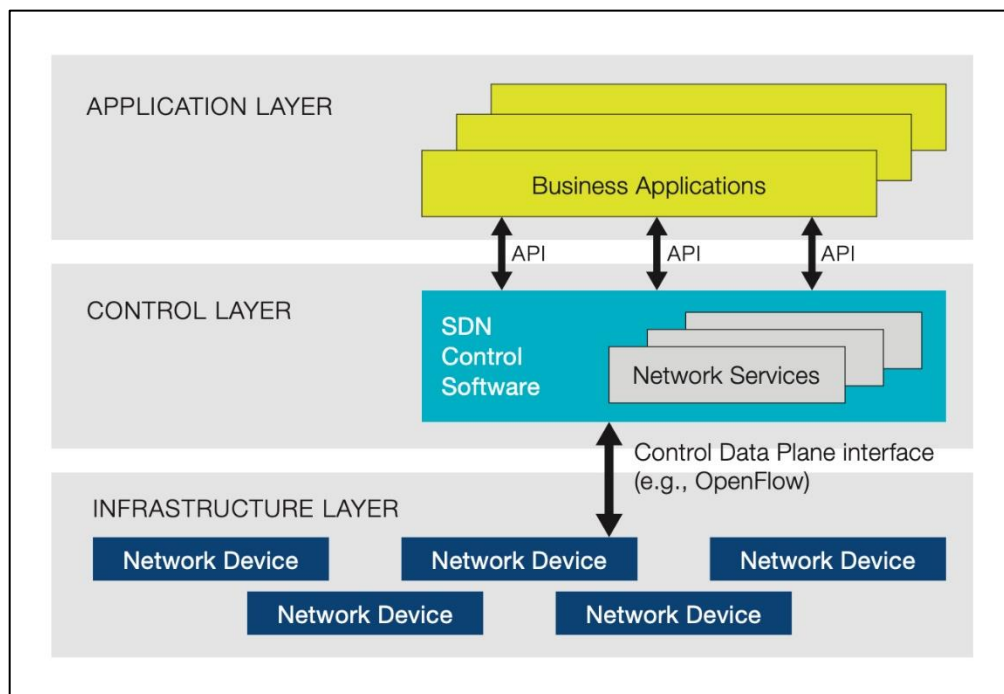 APPLICATION LAYER
Business Applications
API
API
API
CONTROL LAYER
SDN
Control
Software
Network Services
Control Data Plane interface
(e.g., OpenFlow)
INFRASTRUCTURE LAYER
Network Device
Network Device
Network Device
Network Device
Network Device